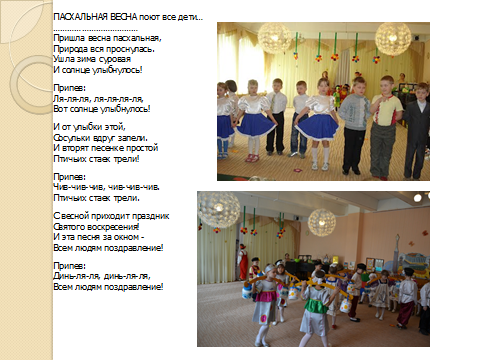 ПАСХАЛЬНАЯ ВЕСНА поют все дети…
………………………………
Пришла весна пасхальная,
Природа вся проснулась.
Ушла зима суровая
И солнце улыбнулось!
Припев:
Ля-ля-ля, ля-ля-ля-ля,
Вот солнце улыбнулось!
И от улыбки этой,
Сосульки вдруг запели.
И вторят песенке простой
Птичьих стаек трели!
Припев:
Чив-чив-чив, чив-чив-чив.
Птичьих стаек трели.
С весной приходит праздник
Святого воскресения!
И эта песня за окном -
Всем людям поздравление!
Припев:
Динь-ля-ля, динь-ля-ля,
Всем людям поздравление!